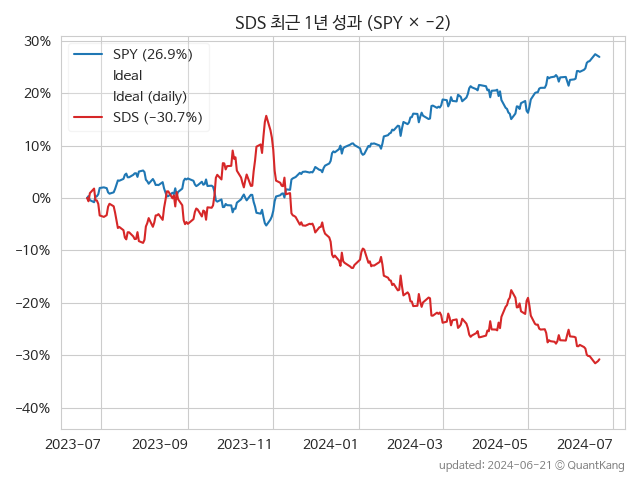 SDS 최근 1년 성과 (SPY × −2)
30%
20%
10%
0%
−10%
−20%
−30%
−40%
SPY (26.9%)
Ideal
Ideal (daily)
SDS (−30.7%)
2023−07
2023−09
2023−11
2024−01
2024−03
2024−05
2024−07
updated: 2024-06-21 © QuantKang